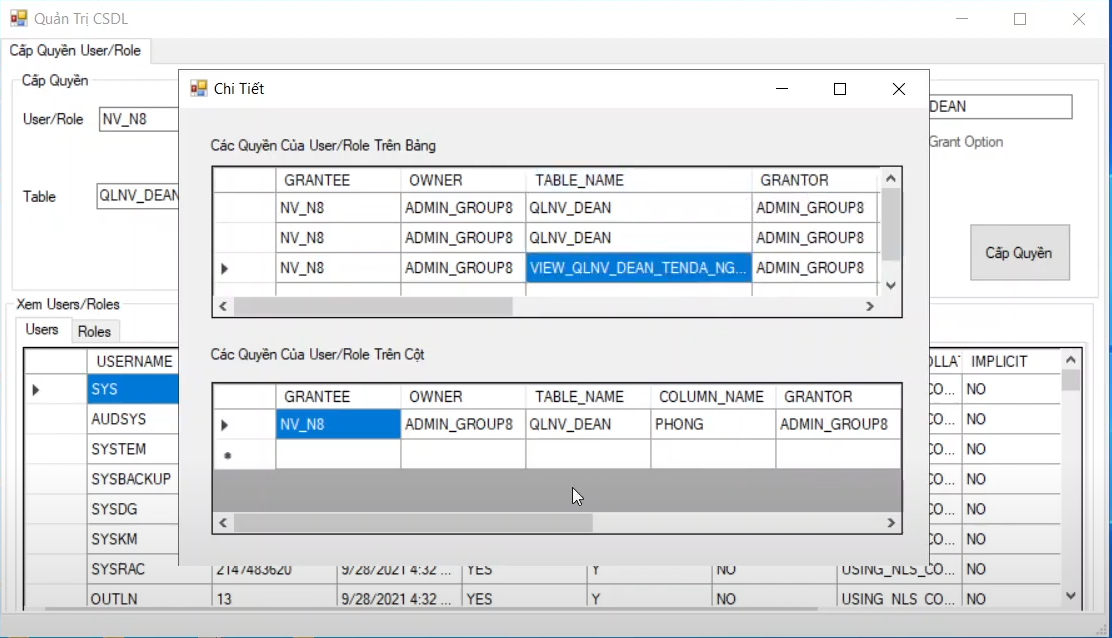 Quản Trị CSDL
Cấp Quyền User/Role
Cấp Quyền
User/Role NV_N8
Table QLNV_DEAN
DEAN
Grant Option
Cấp Quyền
Chi Tiết
Các Quyền Của User/Role Trên Bảng
GRANTEE OWNER TABLE_NAME GRANTOR
NV_N8 ADMIN_GROUP8 QLNV_DEAN ADMIN_GROUP8
NV_N8 ADMIN_GROUP8 QLNV_DEAN ADMIN_GROUP8
NV_N8 ADMIN_GROUP8 VIEW_QLNV_DEAN_TENDA_NG... ADMIN_GROUP8
Các Quyền Của User/Role Trên Cột
GRANTEE OWNER TABLE_NAME COLUMN_NAME GRANTOR
NV_N8 ADMIN_GROUP8 QLNV_DEAN PHONG ADMIN_GROUP8
Xem Users/Roles
Users Roles
USERNAME OLLAT IMPLICIT
SYS CO... NO
AUDSYS CO... NO
SYSTEM CO... NO
SYSBACKUP CO... NO
SYSDG CO... NO
SYSKM CO... NO
SYSRAC 2147483620 9/28/2021 4:32 ... YES Y NO USING_NLS_CO... NO
OUTLN 13 9/28/2021 4:32 ... YES Y NO USING_NLS_CO... NO